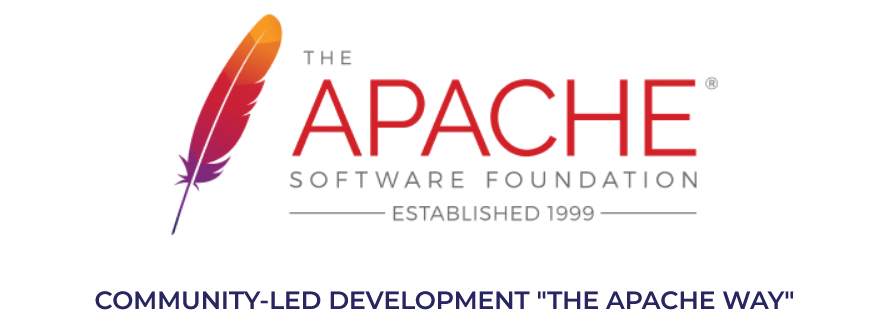 THE
APACHE®
SOFTWARE FOUNDATION
ESTABLISHED 1999
COMMUNITY-LED DEVELOPMENT "THE APACHE WAY"